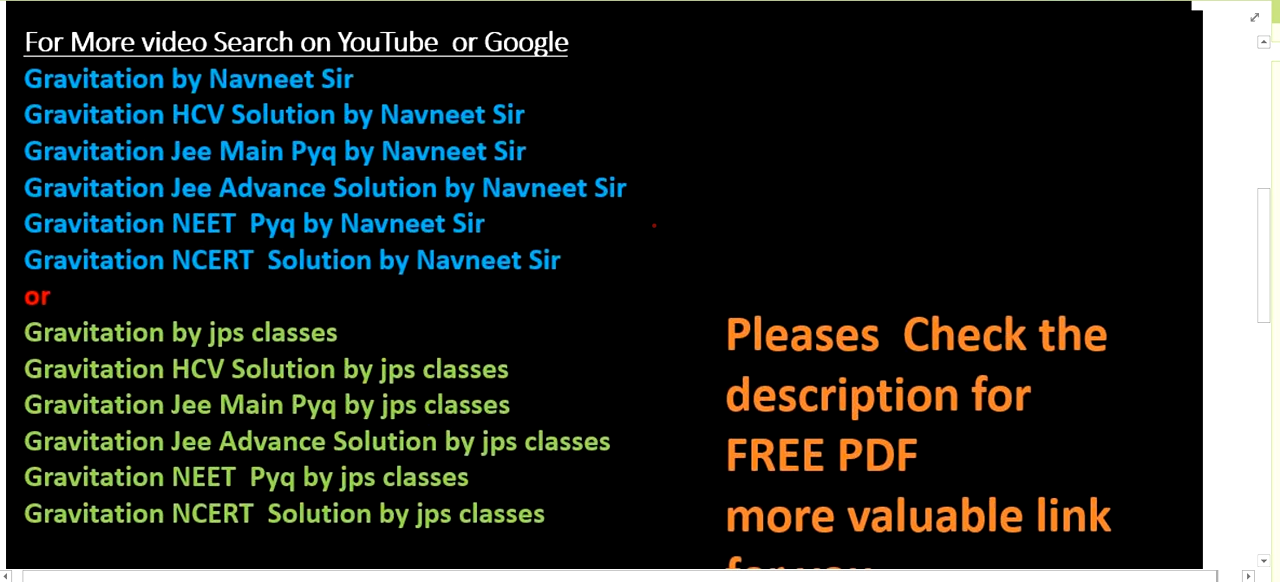 For More video Search on YouTube  or Google
Gravitation by Navneet Sir
Gravitation HCV Solution by Navneet Sir
Gravitation Jee Main Pyq by Navneet Sir
Gravitation Jee Advance Solution by Navneet Sir
Gravitation NEET  Pyq by Navneet Sir
Gravitation NCERT  Solution by Navneet Sir
or
Gravitation by jps classes
Gravitation HCV Solution by jps classes
Gravitation Jee Main Pyq by jps classes
Gravitation Jee Advance Solution by jps classes
Gravitation NEET  Pyq by jps classes
Gravitation NCERT  Solution by jps classes
Pleases  Check the
description for
FREE PDF
more valuable link